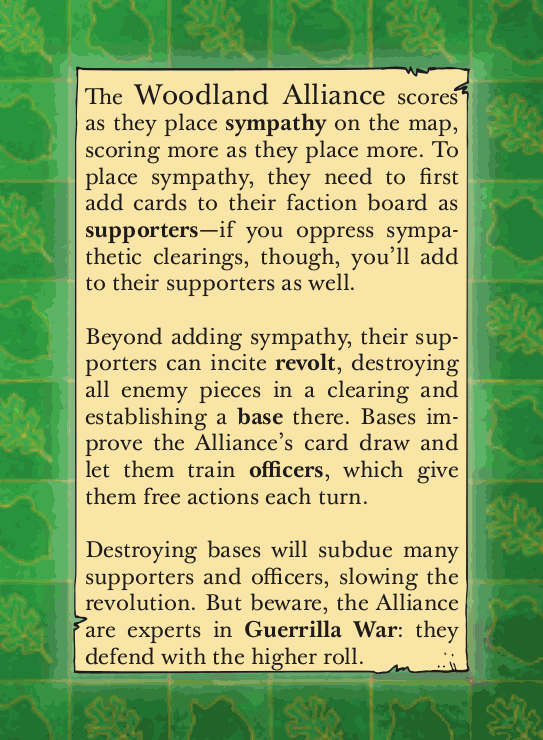 The Woodland Alliance scores
as they place sympathy on the map,
scoring more as they place more. To
place sympathy, they need to first
add cards to their faction board as
supporters—if you oppress sympa-
thetic clearings, though, you'll add
to their supporters as well.
Beyond adding sympathy, their sup-
porters can incite revolt, destroying
all enemy pieces in a clearing and
establishing a base there. Bases im-
prove the Alliance's card draw and
let them train officers, which give
them free actions each turn.
Destroying bases will subdue many
supporters and officers, slowing the
revolution. But beware, the Alliance
are experts in Guerrilla War: they
defend with the higher roll.